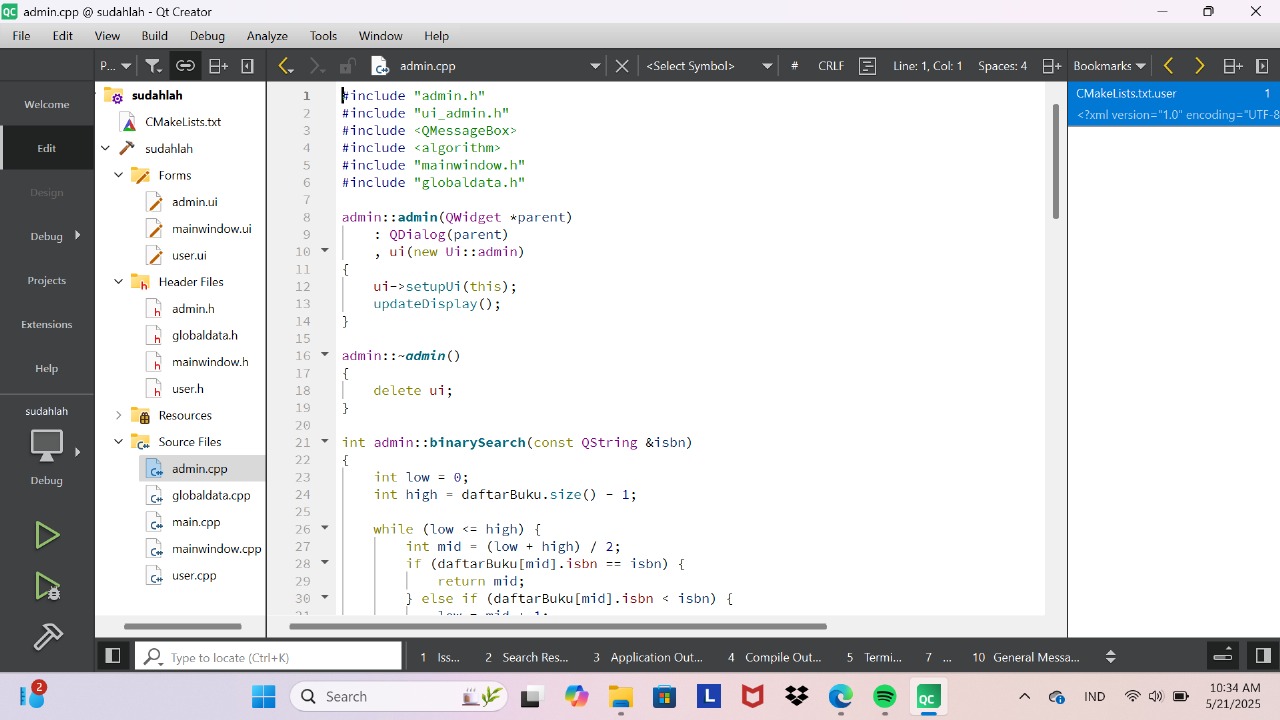 QC admin.cpp @ sudahlah - Qt Creator
File Edit View Build Debug Analyze Tools Window Help
P... admin.cpp <Select Symbol> # CRLF Line: 1, Col: 1 Spaces: 4 Bookmarks
Welcome
Edit
Design
Debug
Projects
Extensions
Help
sudahlah
Debug
sudahlah
CMakeLists.txt
sudahlah
Forms
admin.ui
mainwindow.ui
user.ui
Header Files
admin.h
globaldata.h
mainwindow.h
user.h
Resources
Source Files
admin.cpp
globaldata.cpp
main.cpp
mainwindow.cpp
user.cpp
1 #include "admin.h"
2 #include "ui_admin.h"
3 #include <QMessageBox>
4 #include <algorithm>
5 #include "mainwindow.h"
6 #include "globaldata.h"
7
8 admin::admin(QWidget *parent)
9 : QDialog(parent)
10 , ui(new Ui::admin)
11 {
12 ui->setupUi(this);
13 updateDisplay();
14 }
15
16 admin::~admin()
17 {
18 delete ui;
19 }
20
21 int admin::binarySearch(const QString &isbn)
22 {
23 int low = 0;
24 int high = daftarBuku.size() - 1;
25
26 while (low <= high) {
27 int mid = (low + high) / 2;
28 if (daftarBuku[mid].isbn == isbn) {
29 return mid;
30 } else if (daftarBuku[mid].isbn < isbn) {
31 low = mid + 1;
CMakeLists.txt.user 1
<?xml version="1.0" encoding="UTF-8
Type to locate (Ctrl+K) 1 Iss... 2 Search Res... 3 Application Out... 4 Compile Out... 5 Termi... 7 ... 10 General Messa...
2 Search L QC IND 10:34 AM
5/21/2025